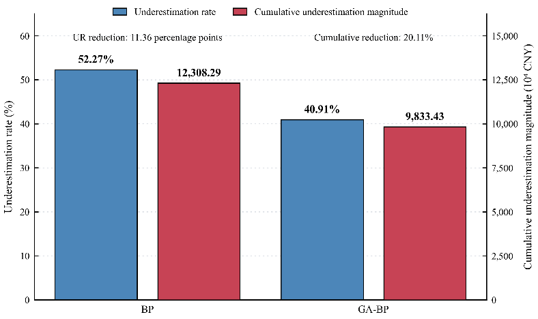 Underestimation rate
Cumulative underestimation magnitude
UR reduction: 11.36 percentage points
Cumulative reduction: 20.11%
52.27%
12,308.29
40.91%
9,833.43
Underestimation rate (%)
60
50
40
30
20
10
0
15,000
12,500
10,000
7,500
5,000
2,500
0
Cumulative underestimation magnitude (10⁴ CNY)
BP
GA-BP